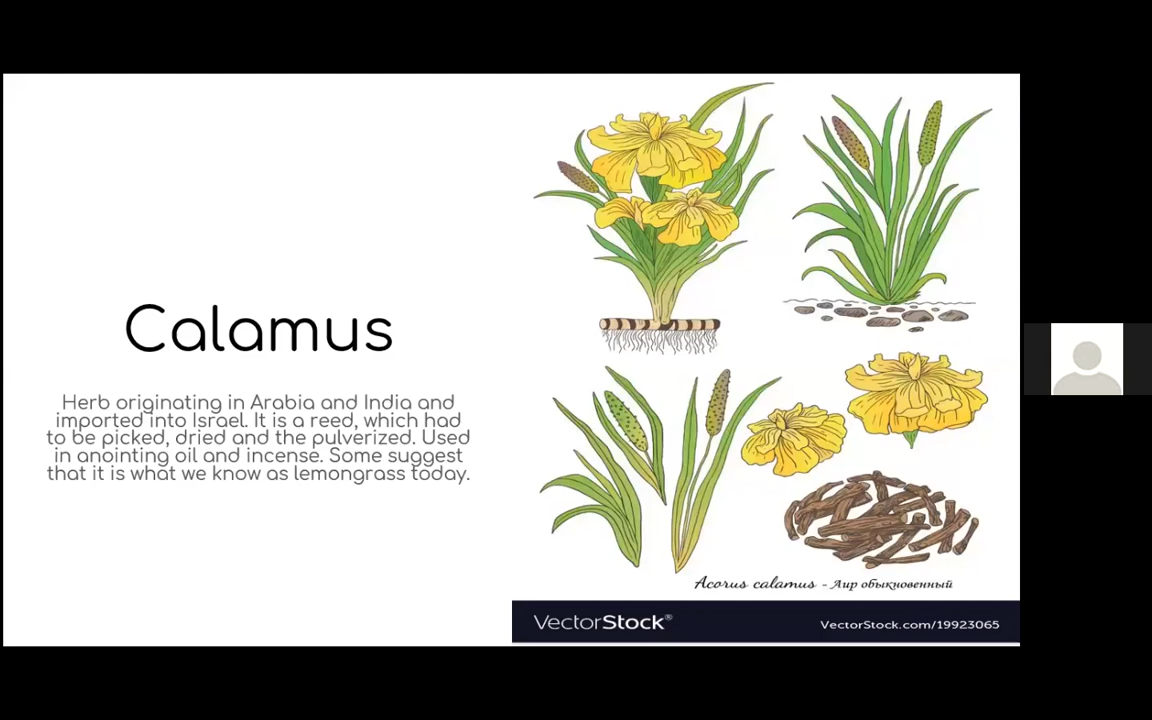 Calamus
Herb originating in Arabia and India and
imported into Israel. It is a reed, which had
to be picked, dried and the pulverized. Used
in anointing oil and incense. Some suggest
that it is what we know as lemongrass today.
Acorus calamus - Аир обыкновенный
VectorStock®
VectorStock.com/19923065